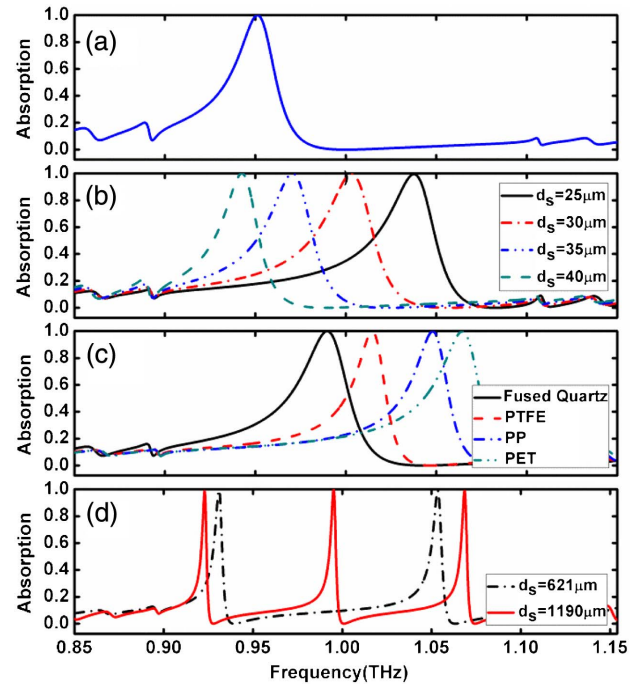 (a)
Absorption
1.0
0.8
0.6
0.4
0.2
0.0
(b)
Absorption
1.0
0.8
0.6
0.4
0.2
0.0
ds=25μm
ds=30μm
ds=35μm
ds=40μm
(c)
Absorption
1.0
0.8
0.6
0.4
0.2
0.0
Fused Quartz
PTFE
PP
PET
(d)
Absorption
1.0
0.8
0.6
0.4
0.2
0.0
ds=621μm
ds=1190μm
0.85 0.90 0.95 1.00 1.05 1.10 1.15
Frequency(THz)